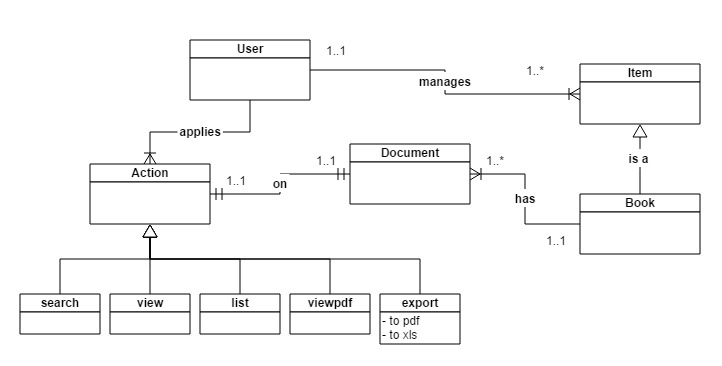 User
1..1
manages
1..*
Item
applies
is a
Action
1..1
on
1..1
Document
1..*
has
1..1
Book
search
view
list
viewpdf
export
- to pdf
- to xls